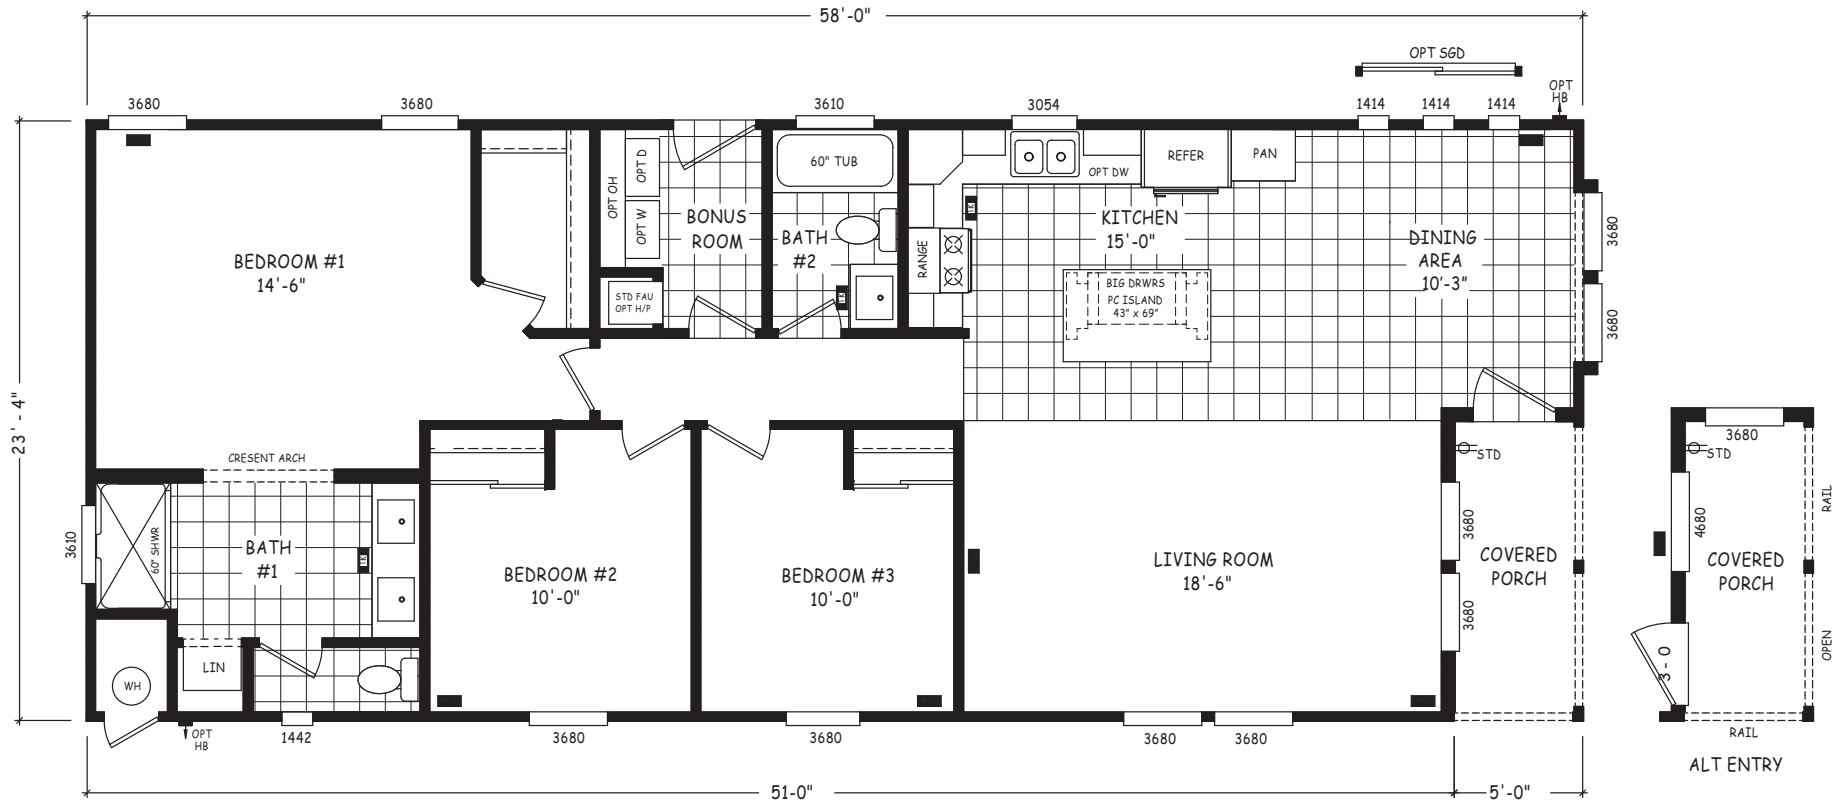 58'-0"
OPT SGD
3680
3680
3610
3054
1414
1414
1414
OPT
HB
23' - 4"
60" TUB
OPT D
OPT OH
OPT W
OPT DW
REFER
PAN
BONUS
ROOM
BATH
#2
TK
TK
RANGE
KITCHEN
15'-0"
DINING
AREA
10'-3"
3680
3680
BEDROOM #1
14'-6"
STD FAU
OPT H/P
BIG DRWRS
PC ISLAND
43" x 69"
CRESENT ARCH
STD
3610
60" SHWR
BATH
#1
TK
BEDROOM #2
10'-0"
BEDROOM #3
10'-0"
LIVING ROOM
18'-6"
3680
3680
COVERED
PORCH
WH
LIN
OPT
HB
1442
3680
3680
3680
3680
51-0"
5'-0"
3680
STD
4680
RAIL
COVERED
PORCH
OPEN
3-0
RAIL
ALT ENTRY